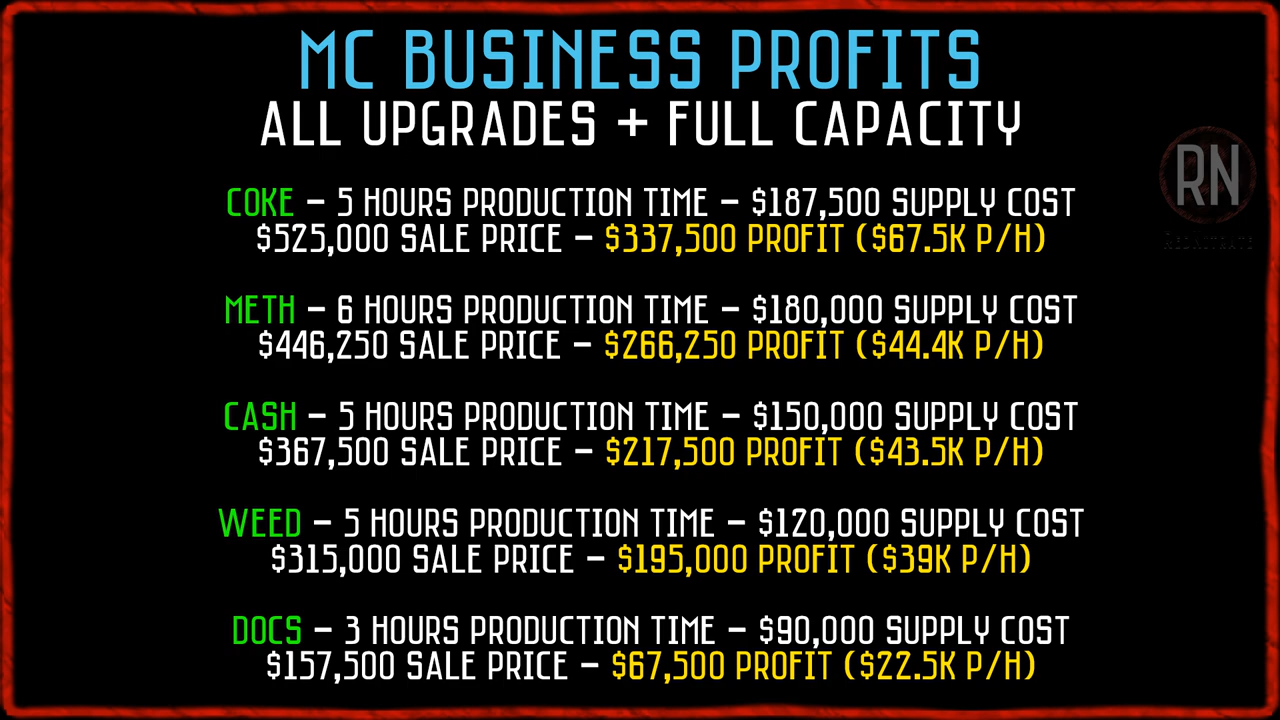 MC BUSINESS PROFITS
ALL UPGRADES + FULL CAPACITY
RN
COKE – 5 HOURS PRODUCTION TIME – $187,500 SUPPLY COST
$525,000 SALE PRICE – $337,500 PROFIT ($67.5K P/H)
METH – 6 HOURS PRODUCTION TIME – $180,000 SUPPLY COST
$446,250 SALE PRICE – $266,250 PROFIT ($44.4K P/H)
CASH – 5 HOURS PRODUCTION TIME – $150,000 SUPPLY COST
$367,500 SALE PRICE – $217,500 PROFIT ($43.5K P/H)
WEED – 5 HOURS PRODUCTION TIME – $120,000 SUPPLY COST
$315,000 SALE PRICE – $195,000 PROFIT ($39K P/H)
DOCS – 3 HOURS PRODUCTION TIME – $90,000 SUPPLY COST
$157,500 SALE PRICE – $67,500 PROFIT ($22.5K P/H)